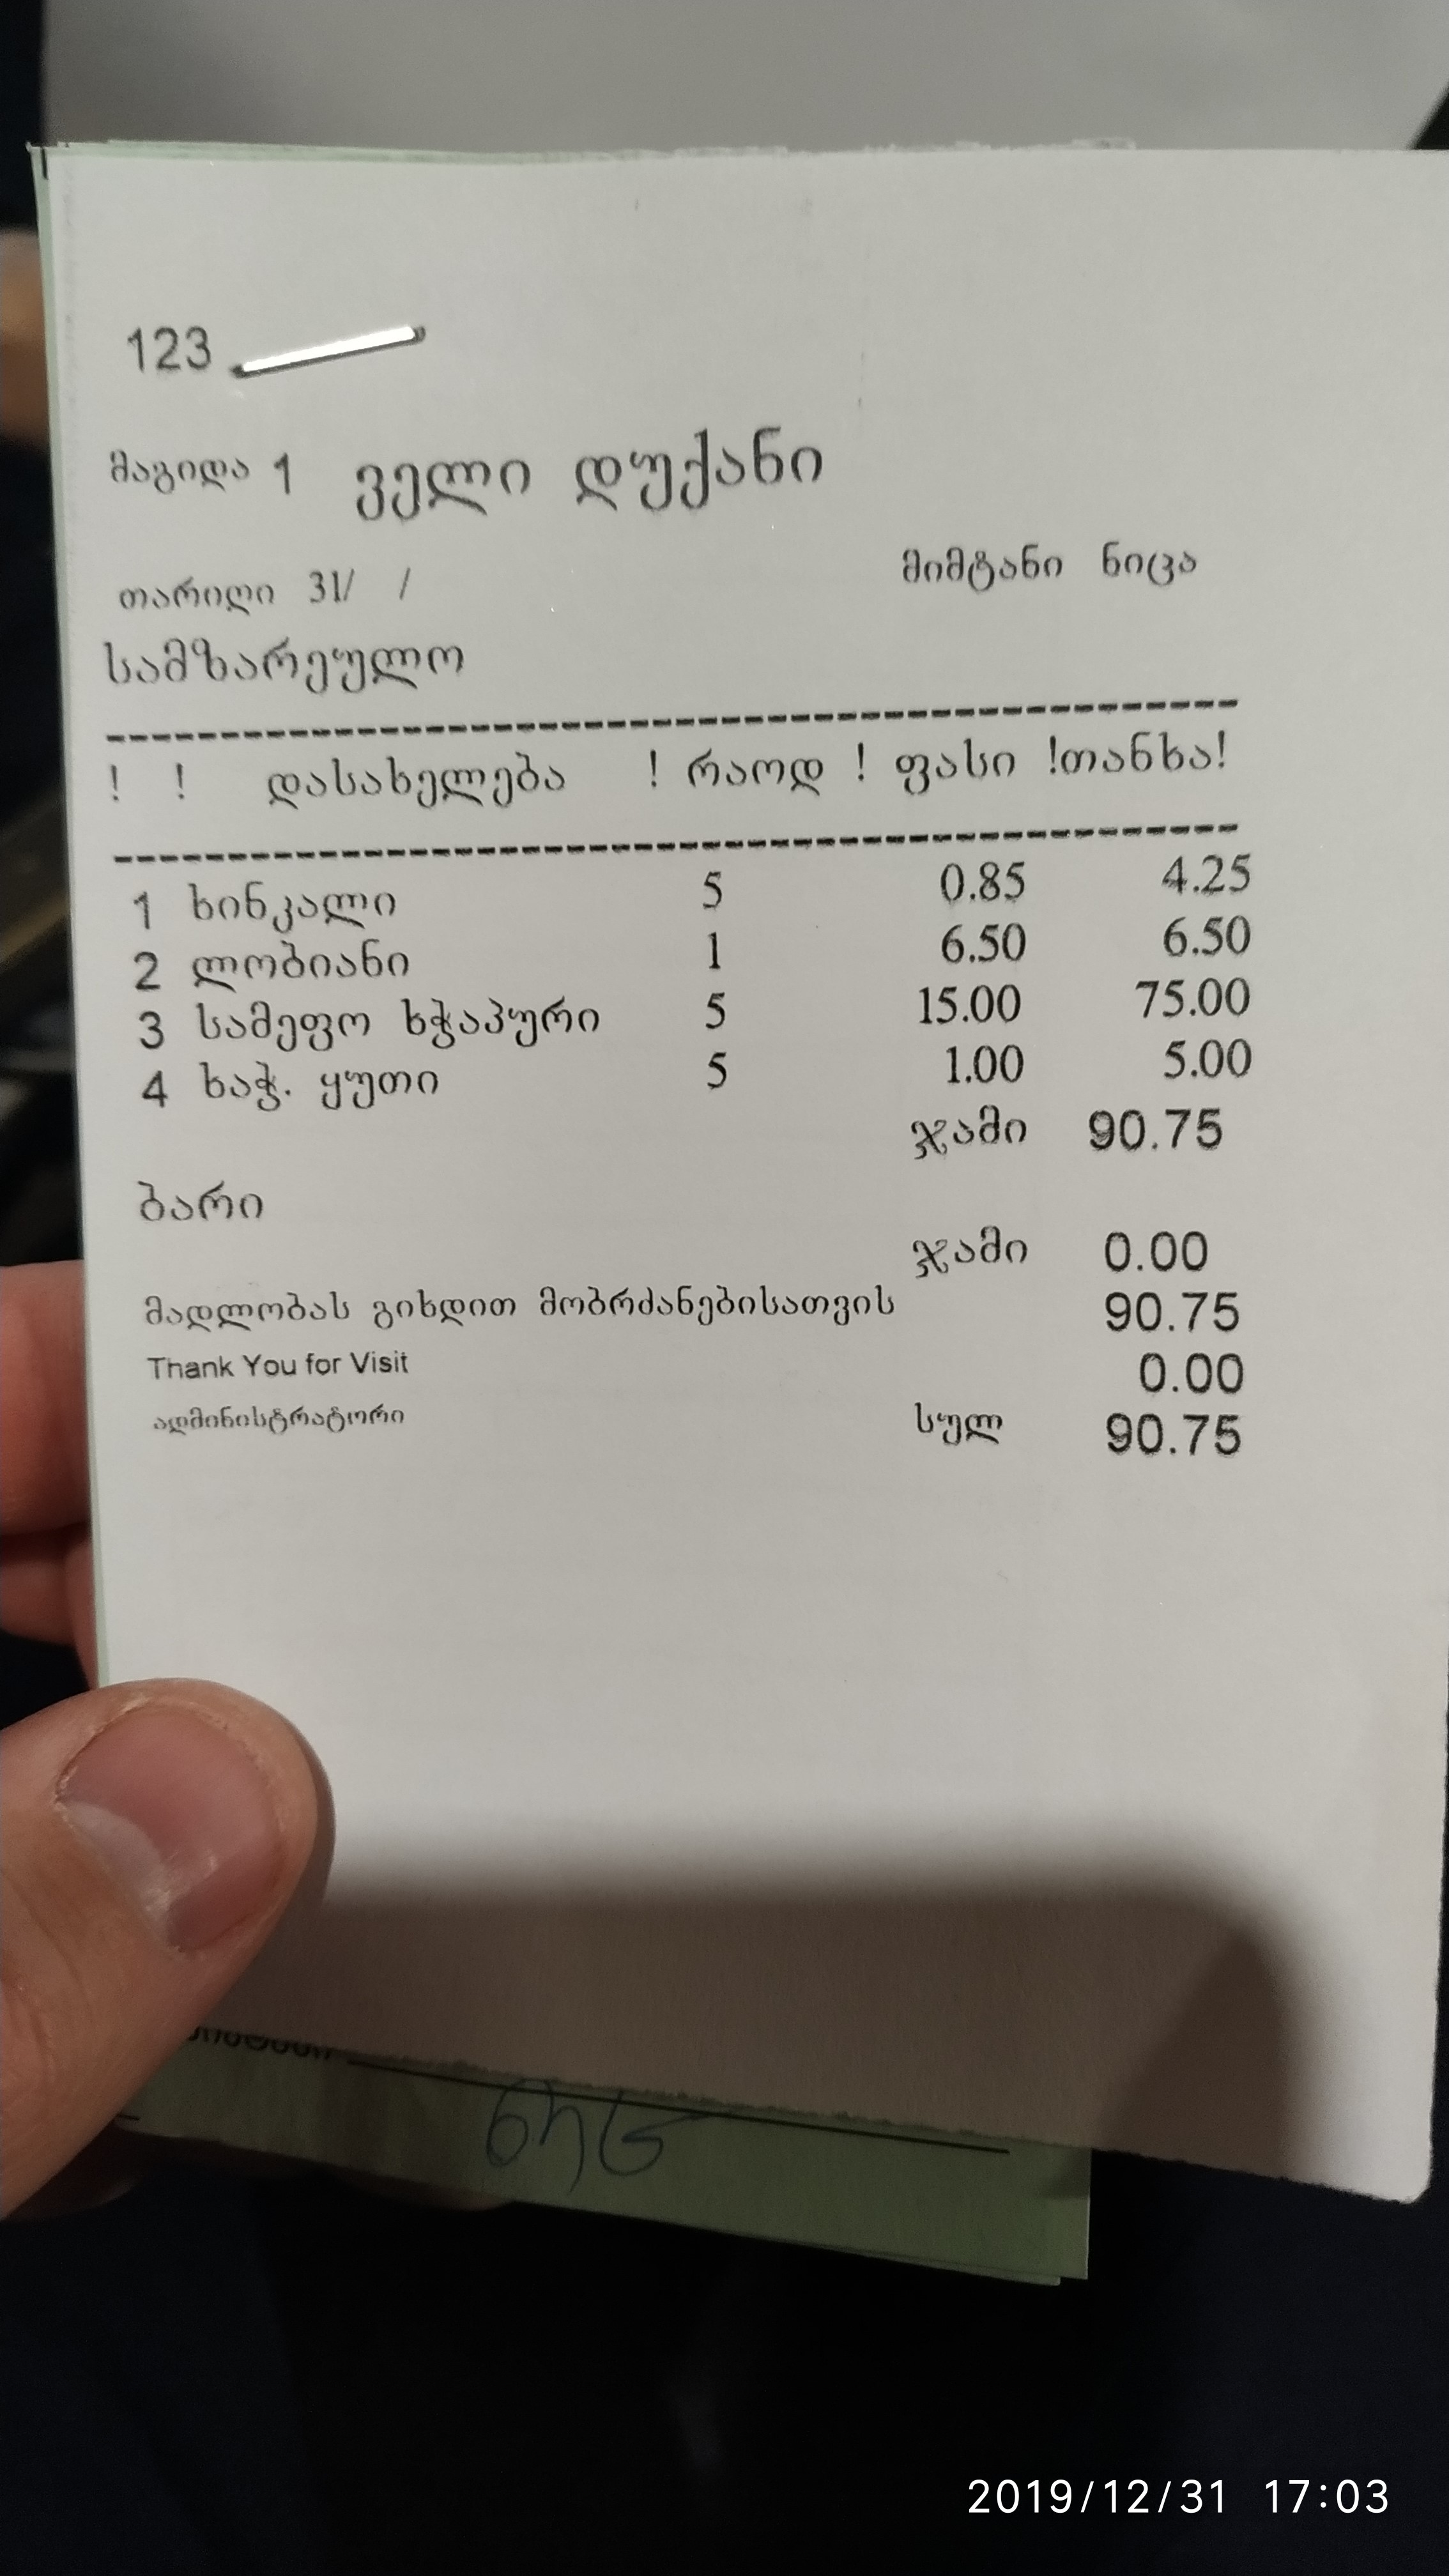 123
მაგიდა 1 ველი დუქანი
მიმტანი ნიცა
თარიღი 31/ /
სამზარეულო
! ! დასახელება ! რაოდ ! ფასი !თანხა!
1 ხინკალი 5 0.85 4.25
2 ლობიანი 1 6.50 6.50
3 სამეფო ხჭაპური 5 15.00 75.00
4 ხაჭ. ყუთი 5 1.00 5.00
ჯამი 90.75
ბარი
ჯამი 0.00
მადლობას გიხდით მობრძანებისათვის 90.75
Thank You for Visit 0.00
ადმინისტრატორი სულ 90.75
2019/12/31 17:03